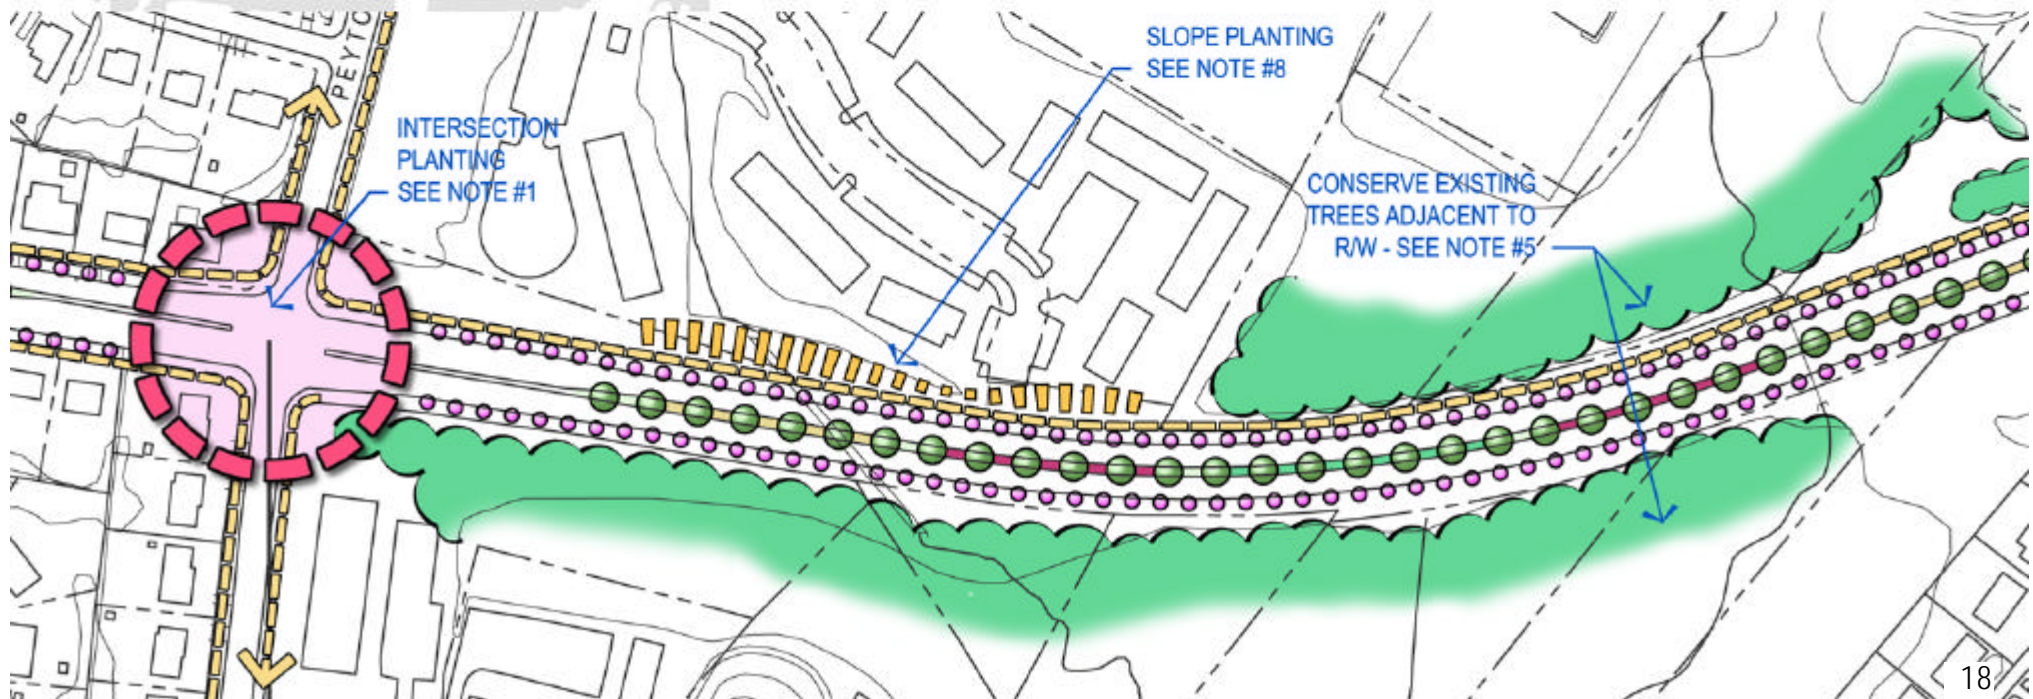 PEYTO
INTERSECTION
PLANTING
SEE NOTE #1
SLOPE PLANTING
SEE NOTE #8
CONSERVE EXISTING
TREES ADJACENT TO
R/W - SEE NOTE #5
18